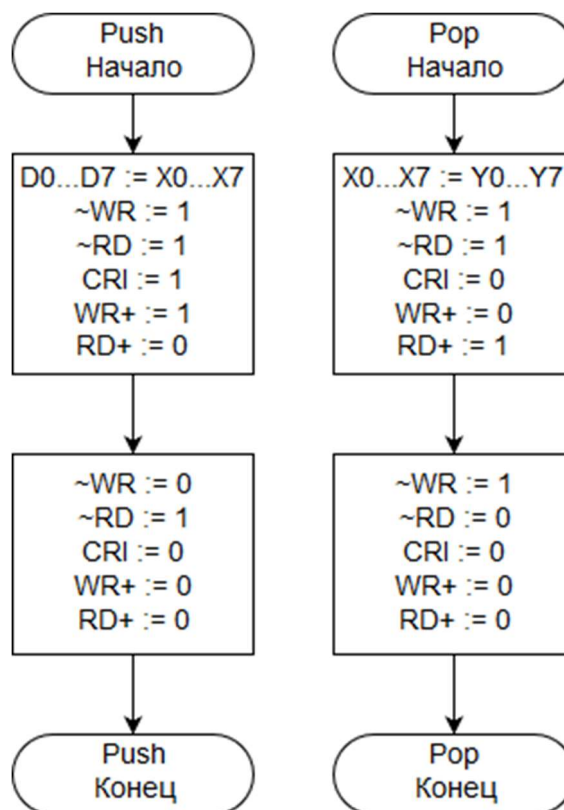 Push
Начало
D0...D7 := X0...X7
~WR := 1
~RD := 1
CRI := 1
WR+ := 1
RD+ := 0
~WR := 0
~RD := 1
CRI := 0
WR+ := 0
RD+ := 0
Push
Конец
Pop
Начало
X0...X7 := Y0...Y7
~WR := 1
~RD := 1
CRI := 0
WR+ := 0
RD+ := 1
~WR := 1
~RD := 0
CRI := 0
WR+ := 0
RD+ := 0
Pop
Конец